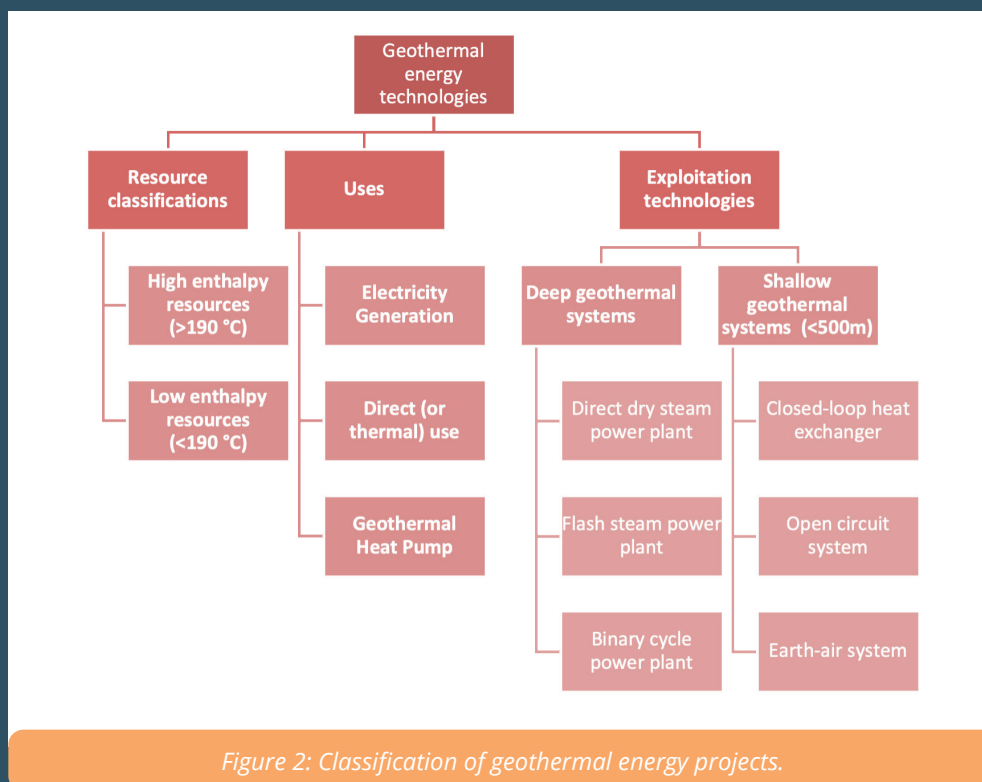 Geothermal
energy
technologies
Resource
classifications
Uses
Exploitation
technologies
High enthalpy
resources
(>190 °C)
Low enthalpy
resources
(<190 °C)
Electricity
Generation
Direct (or
thermal) use
Geothermal
Heat Pump
Deep geothermal
systems
Shallow
geothermal
systems (<500m)
Direct dry steam
power plant
Flash steam power
plant
Binary cycle
power plant
Closed-loop heat
exchanger
Open circuit
system
Earth-air system
Figure 2: Classification of geothermal energy projects.